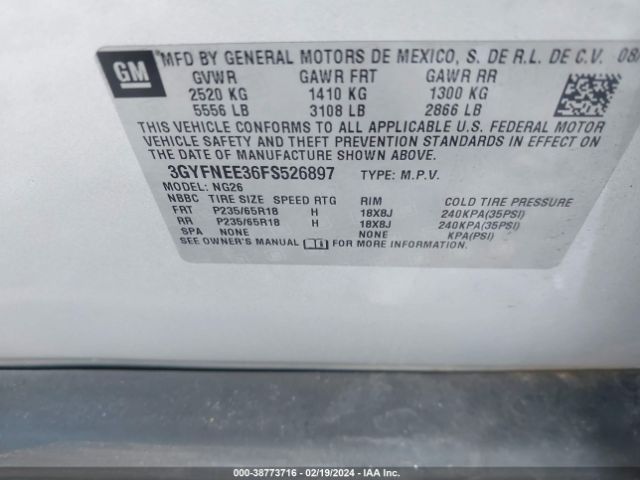 GM
MFD BY GENERAL MOTORS DE MEXICO, S. DE R.L. DE C.V. 08/
GVWR GAWR FRT GAWR RR
2520 KG 1410 KG 1300 KG
5556 LB 3108 LB 2866 LB
THIS VEHICLE CONFORMS TO ALL APPLICABLE U.S. FEDERAL MOTOR
VEHICLE SAFETY AND THEFT PREVENTION STANDARDS IN EFFECT ON
THE DATE OF MANUFACTURE SHOWN ABOVE.
3GYFNEE36FS526897 TYPE: M.P.V.
MODEL: NG26
NBBC TIRE SIZE SPEED RTG RIM COLD TIRE PRESSURE
FRT P235/65R18 H 18X8J 240KPA(35PSI)
RR P235/65R18 H 18X8J 240KPA(35PSI)
SPA NONE NONE KPA(PSI)
SEE OWNER'S MANUAL FOR MORE INFORMATION.
000-38773716 - 02/19/2024 - IAA Inc.